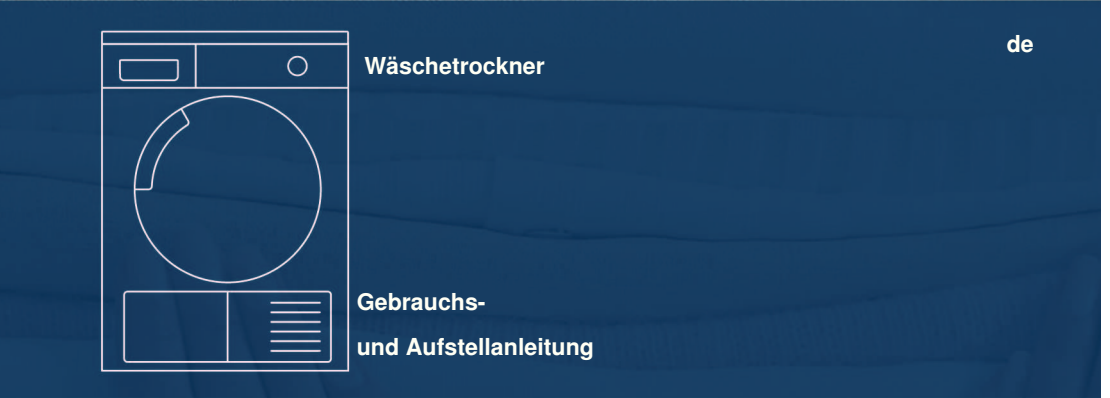 de
Wäschetrockner
Gebrauchs-
und Aufstellanleitung